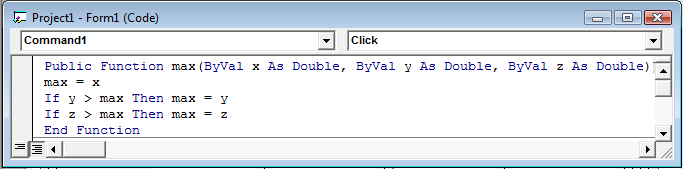 Project1 - Form1 (Code)
Command1 Click
Public Function max(ByVal x As Double, ByVal y As Double, ByVal z As Double)
max = x
If y > max Then max = y
If z > max Then max = z
End Function